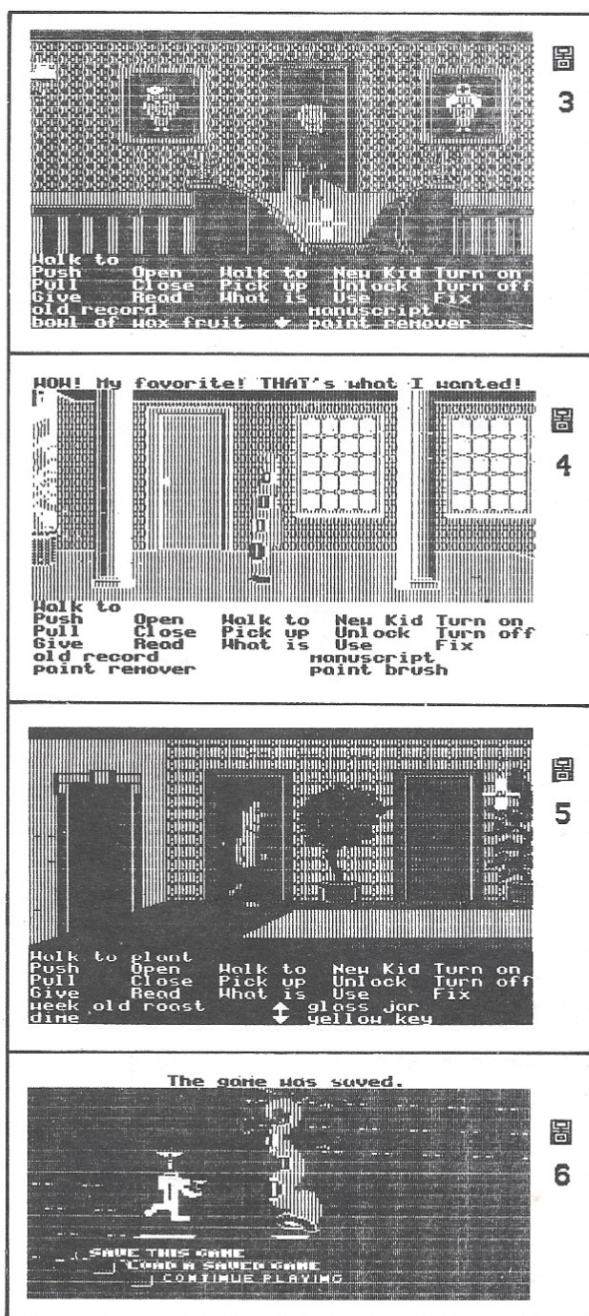 3
Walk to
Push Open Walk to New Kid Turn on
Pull Close Pick up Unlock Turn off
Give Read What is Use Fix
old record manuscript
bowl of wax fruit paint remover
WOW! My favorite! THAT's what I wanted!
4
Walk to
Push Open Walk to New Kid Turn on
Pull Close Pick up Unlock Turn off
Give Read What is Use Fix
old record manuscript
paint remover paint brush
5
Walk to plant
Push Open Walk to New Kid Turn on
Pull Close Pick up Unlock Turn off
Give Read What is Use Fix
week old roast glass jar
dime yellow key
The game was saved.
6
SAVE THIS GAME
LOAD A SAVED GAME
CONTINUE PLAYING